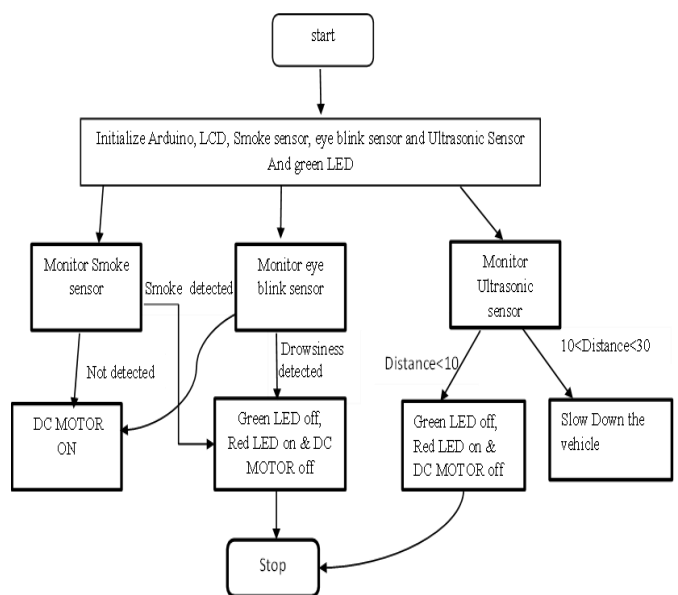 start
Initialize Arduino, LCD, Smoke sensor, eye blink sensor and Ultrasonic Sensor
And green LED
Monitor Smoke
sensor
Smoke detected
Monitor eye
blink sensor
Monitor
Ultrasonic
sensor
Not detected
Drowsiness
detected
Distance<10
10<Distance<30
DC MOTOR
ON
Green LED off,
Red LED on & DC
MOTOR off
Green LED off,
Red LED on &
DC MOTOR off
Slow Down the
vehicle
Stop